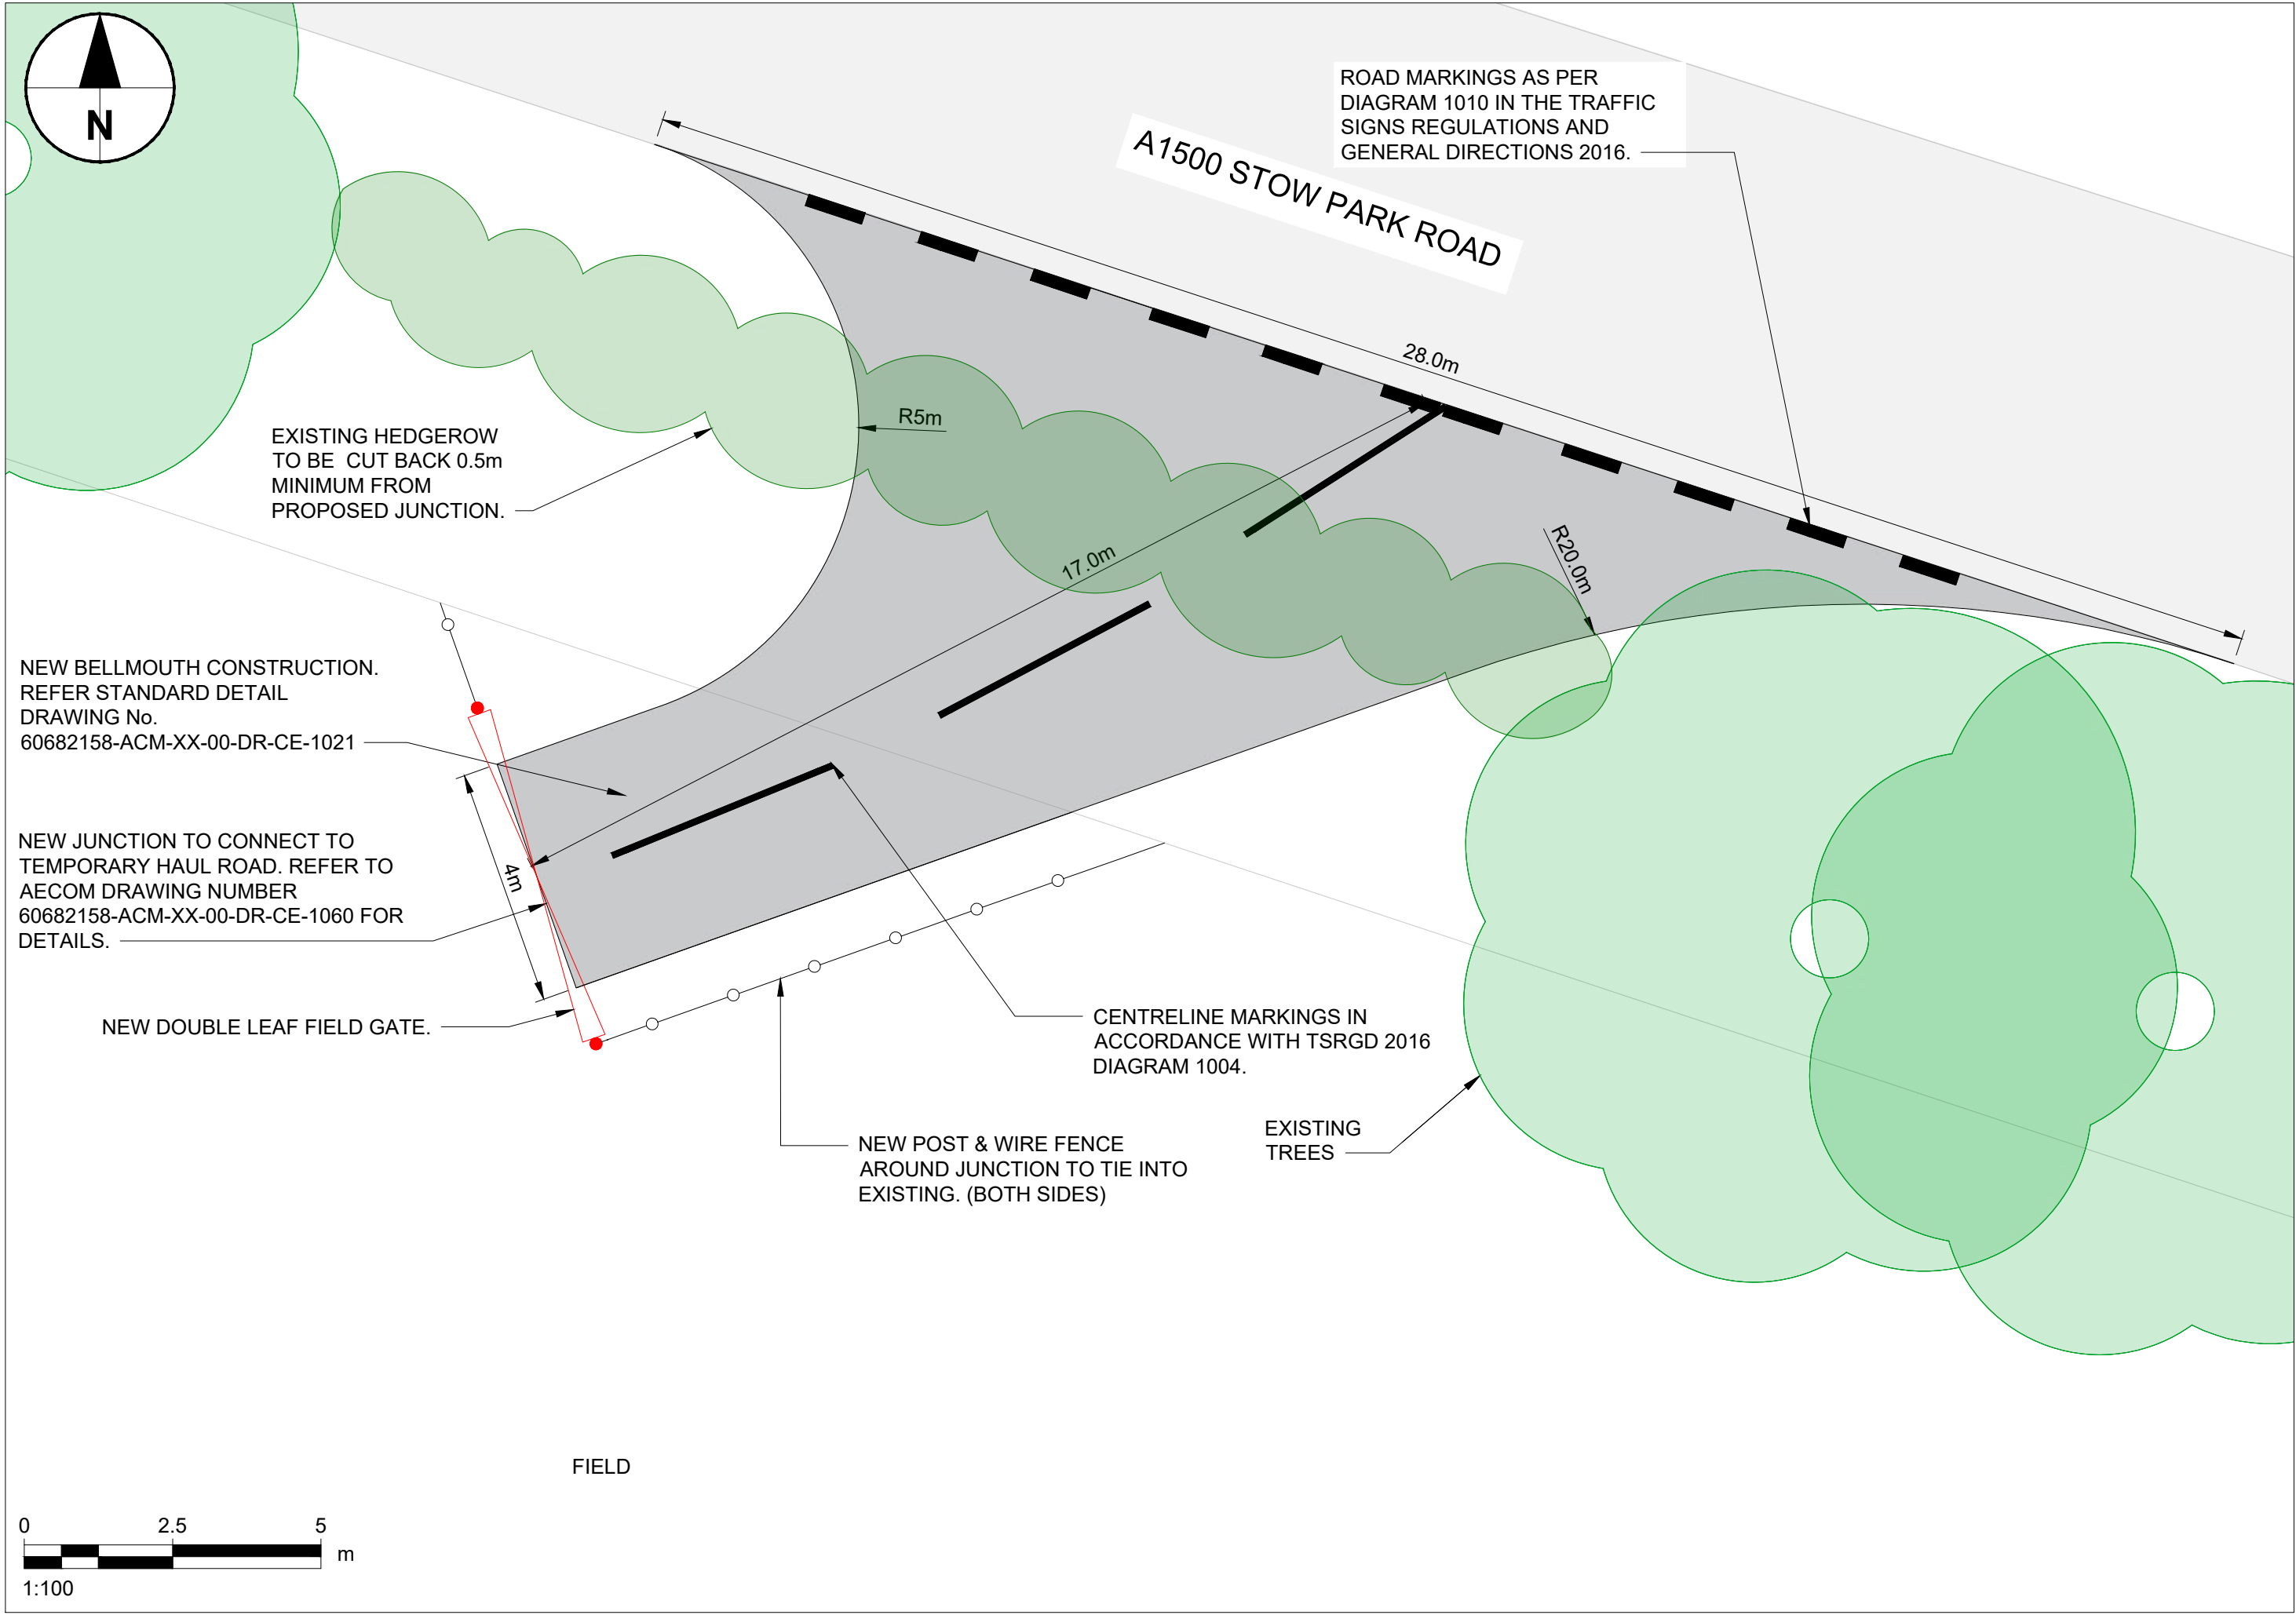 N
ROAD MARKINGS AS PER
DIAGRAM 1010 IN THE TRAFFIC
SIGNS REGULATIONS AND
GENERAL DIRECTIONS 2016.
A1500 STOW PARK ROAD
28.0m
R5m
EXISTING HEDGEROW
TO BE CUT BACK 0.5m
MINIMUM FROM
PROPOSED JUNCTION.
17.0m
R20.0m
NEW BELLMOUTH CONSTRUCTION.
REFER STANDARD DETAIL
DRAWING No.
60682158-ACM-XX-00-DR-CE-1021
NEW JUNCTION TO CONNECT TO
TEMPORARY HAUL ROAD. REFER TO
AECOM DRAWING NUMBER
60682158-ACM-XX-00-DR-CE-1060 FOR
DETAILS.
4m
NEW DOUBLE LEAF FIELD GATE.
CENTRELINE MARKINGS IN
ACCORDANCE WITH TSRGD 2016
DIAGRAM 1004.
NEW POST & WIRE FENCE
AROUND JUNCTION TO TIE INTO
EXISTING. (BOTH SIDES)
EXISTING
TREES
FIELD
0 2.5 5
m
1:100